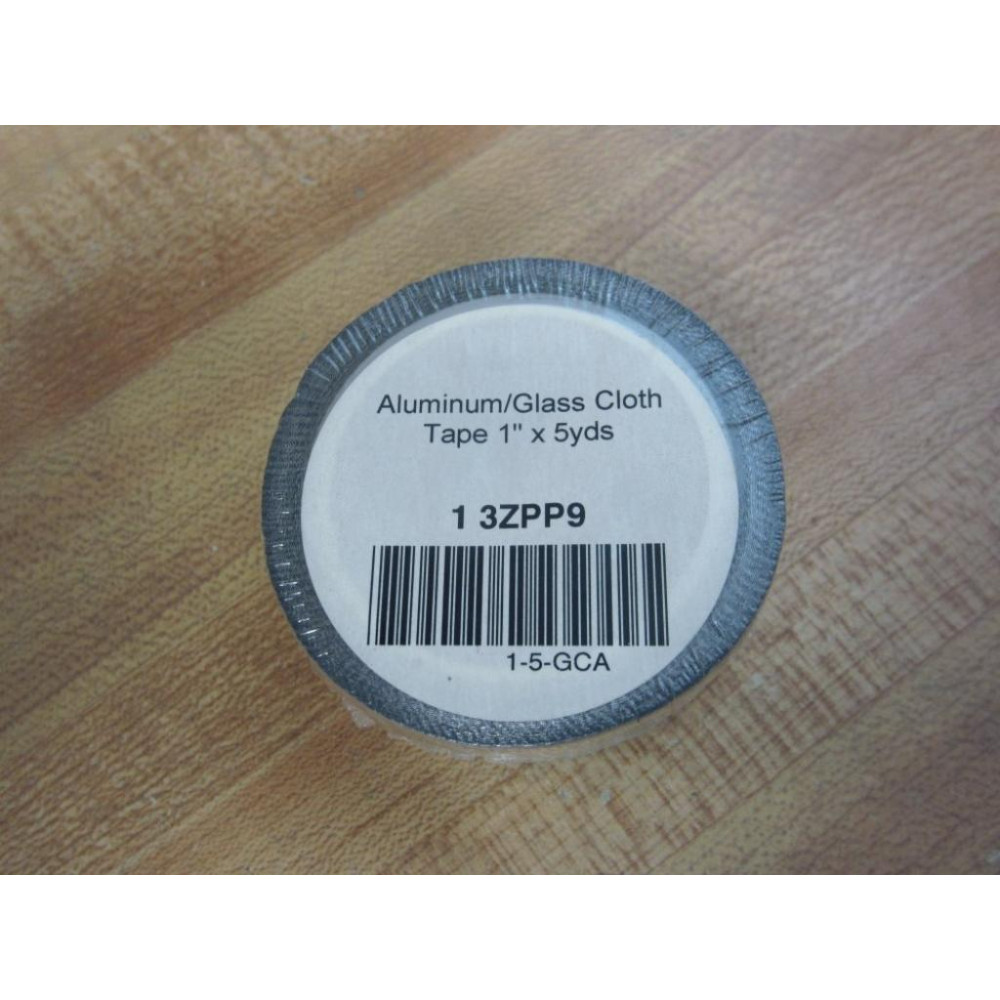 Aluminum/Glass Cloth
Tape 1" x 5yds
1 3ZPP9
1-5-GCA